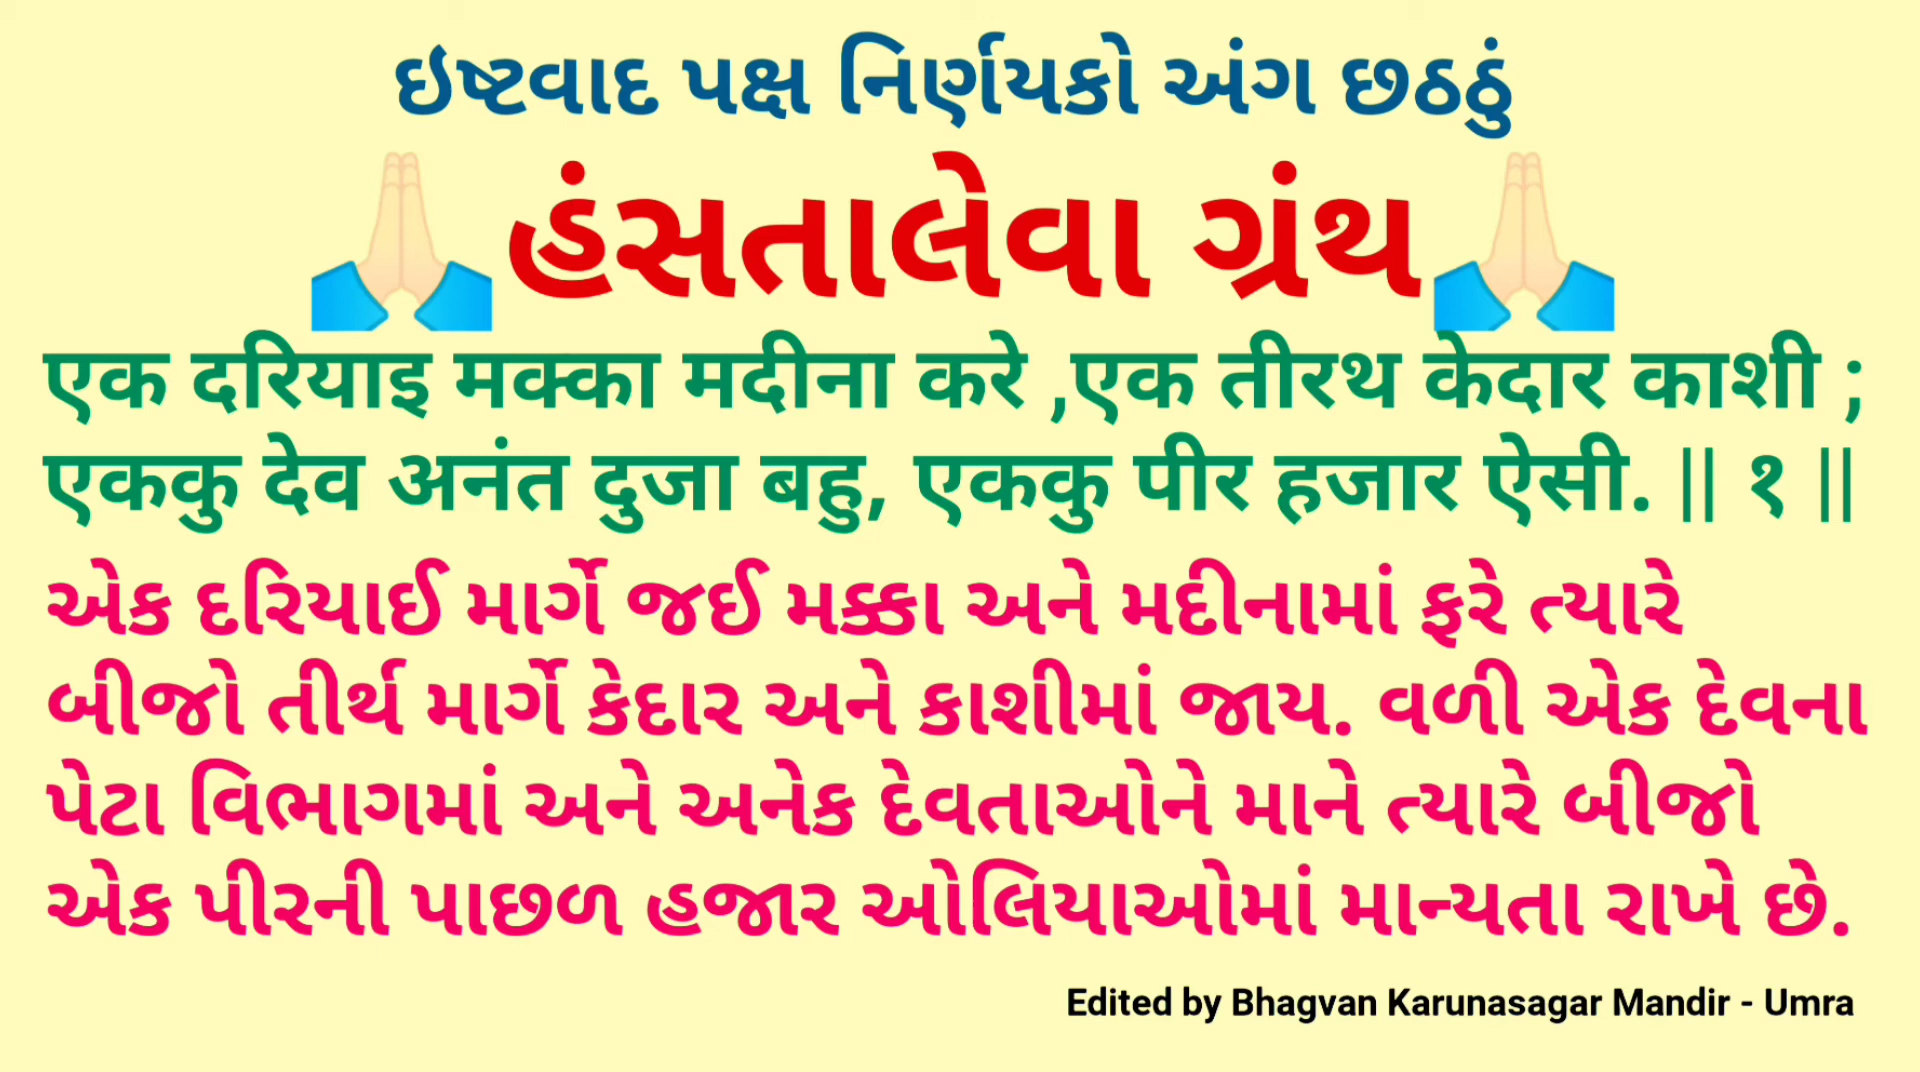 ઇષ્ટવાદ પક્ષ નિર્ણયકો અંગ છઠઠું
હંસતાલેવા ગ્રંથ
एक दरियाइ मक्का मदीना करे ,एक तीरथ केदार काशी ;
एककु देव अनंत दुजा बहु, एककु पीर हजार ऐसी. || १ ||
એક દરિયાઈ માર્ગે જઈ મક્કા અને મદીનામાં ફરે ત્યારે
બીજો તીર્થ માર્ગે કેદાર અને કાશીમાં જાય. વળી એક દેવના
પેટા વિભાગમાં અને અનેક દેવતાઓને માને ત્યારે બીજો
એક પીરની પાછળ હજાર ઓલિયાઓમાં માન્યતા રાખે છે.
Edited by Bhagvan Karunasagar Mandir - Umra